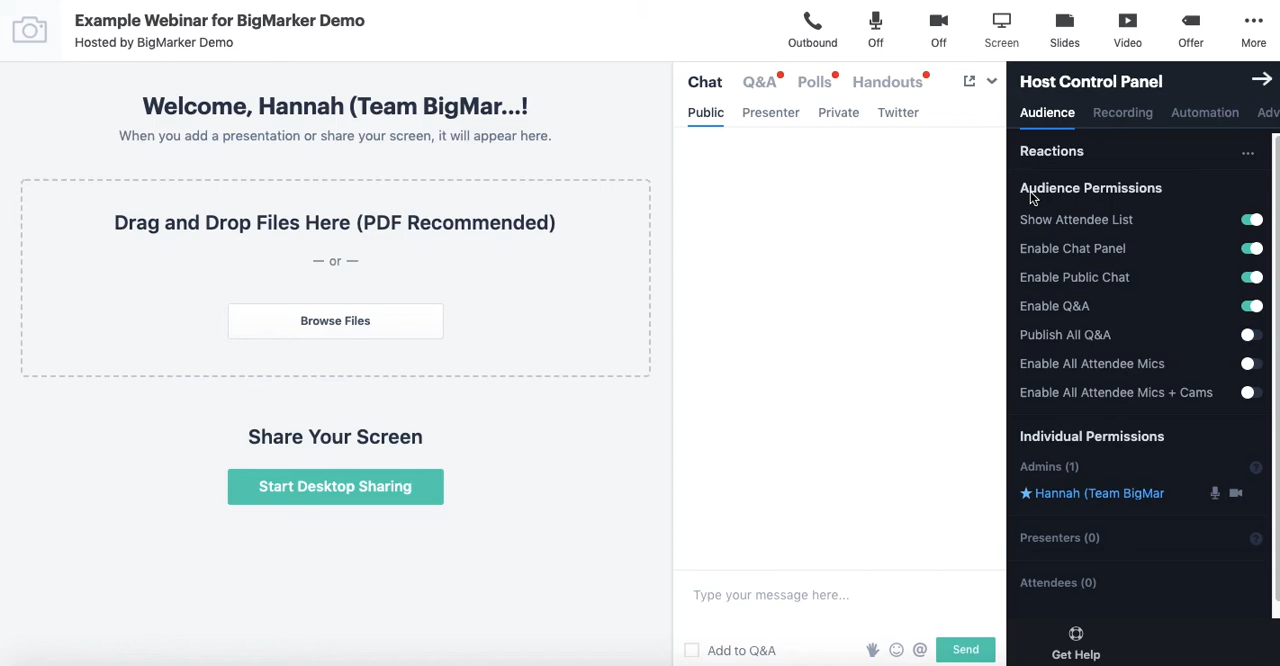 Example Webinar for BigMarker Demo
Hosted by BigMarker Demo
Outbound
Off
Off
Screen
Slides
Video
Offer
More
Welcome, Hannah (Team BigMar...!
When you add a presentation or share your screen, it will appear here.
Drag and Drop Files Here (PDF Recommended)
— or —
Browse Files
Share Your Screen
Start Desktop Sharing
Chat Q&A Polls Handouts
Public Presenter Private Twitter
Type your message here...
Add to Q&A
@
Send
Host Control Panel
Audience Recording Automation Adv
Reactions
Audience Permissions
Show Attendee List
Enable Chat Panel
Enable Public Chat
Enable Q&A
Publish All Q&A
Enable All Attendee Mics
Enable All Attendee Mics + Cams
Individual Permissions
Admins (1)
?
Hannah (Team BigMar
Presenters (0)
?
Attendees (0)
Get Help